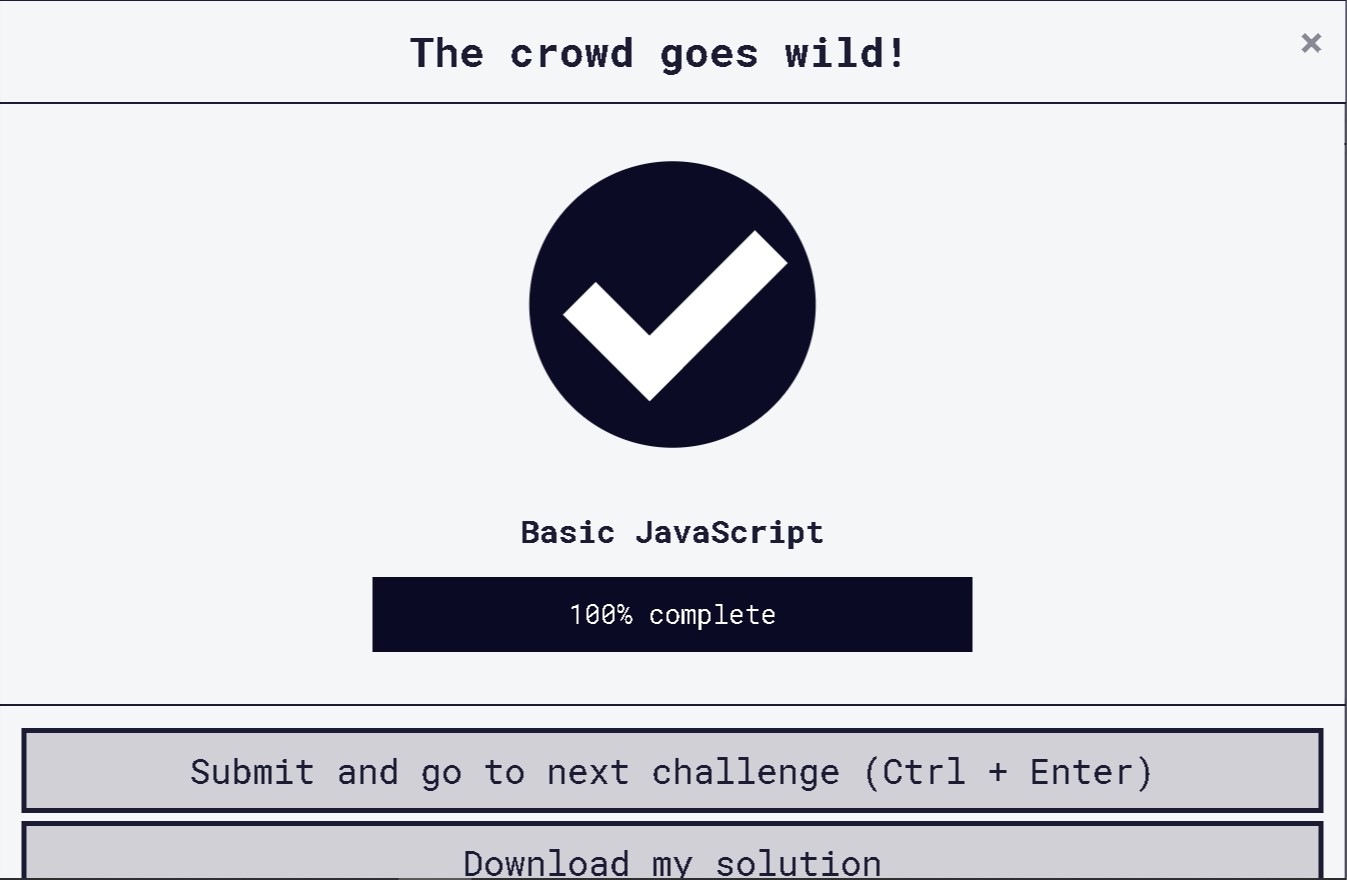 The crowd goes wild!
×
Basic JavaScript
100% complete
Submit and go to next challenge (Ctrl + Enter)
Download my solution